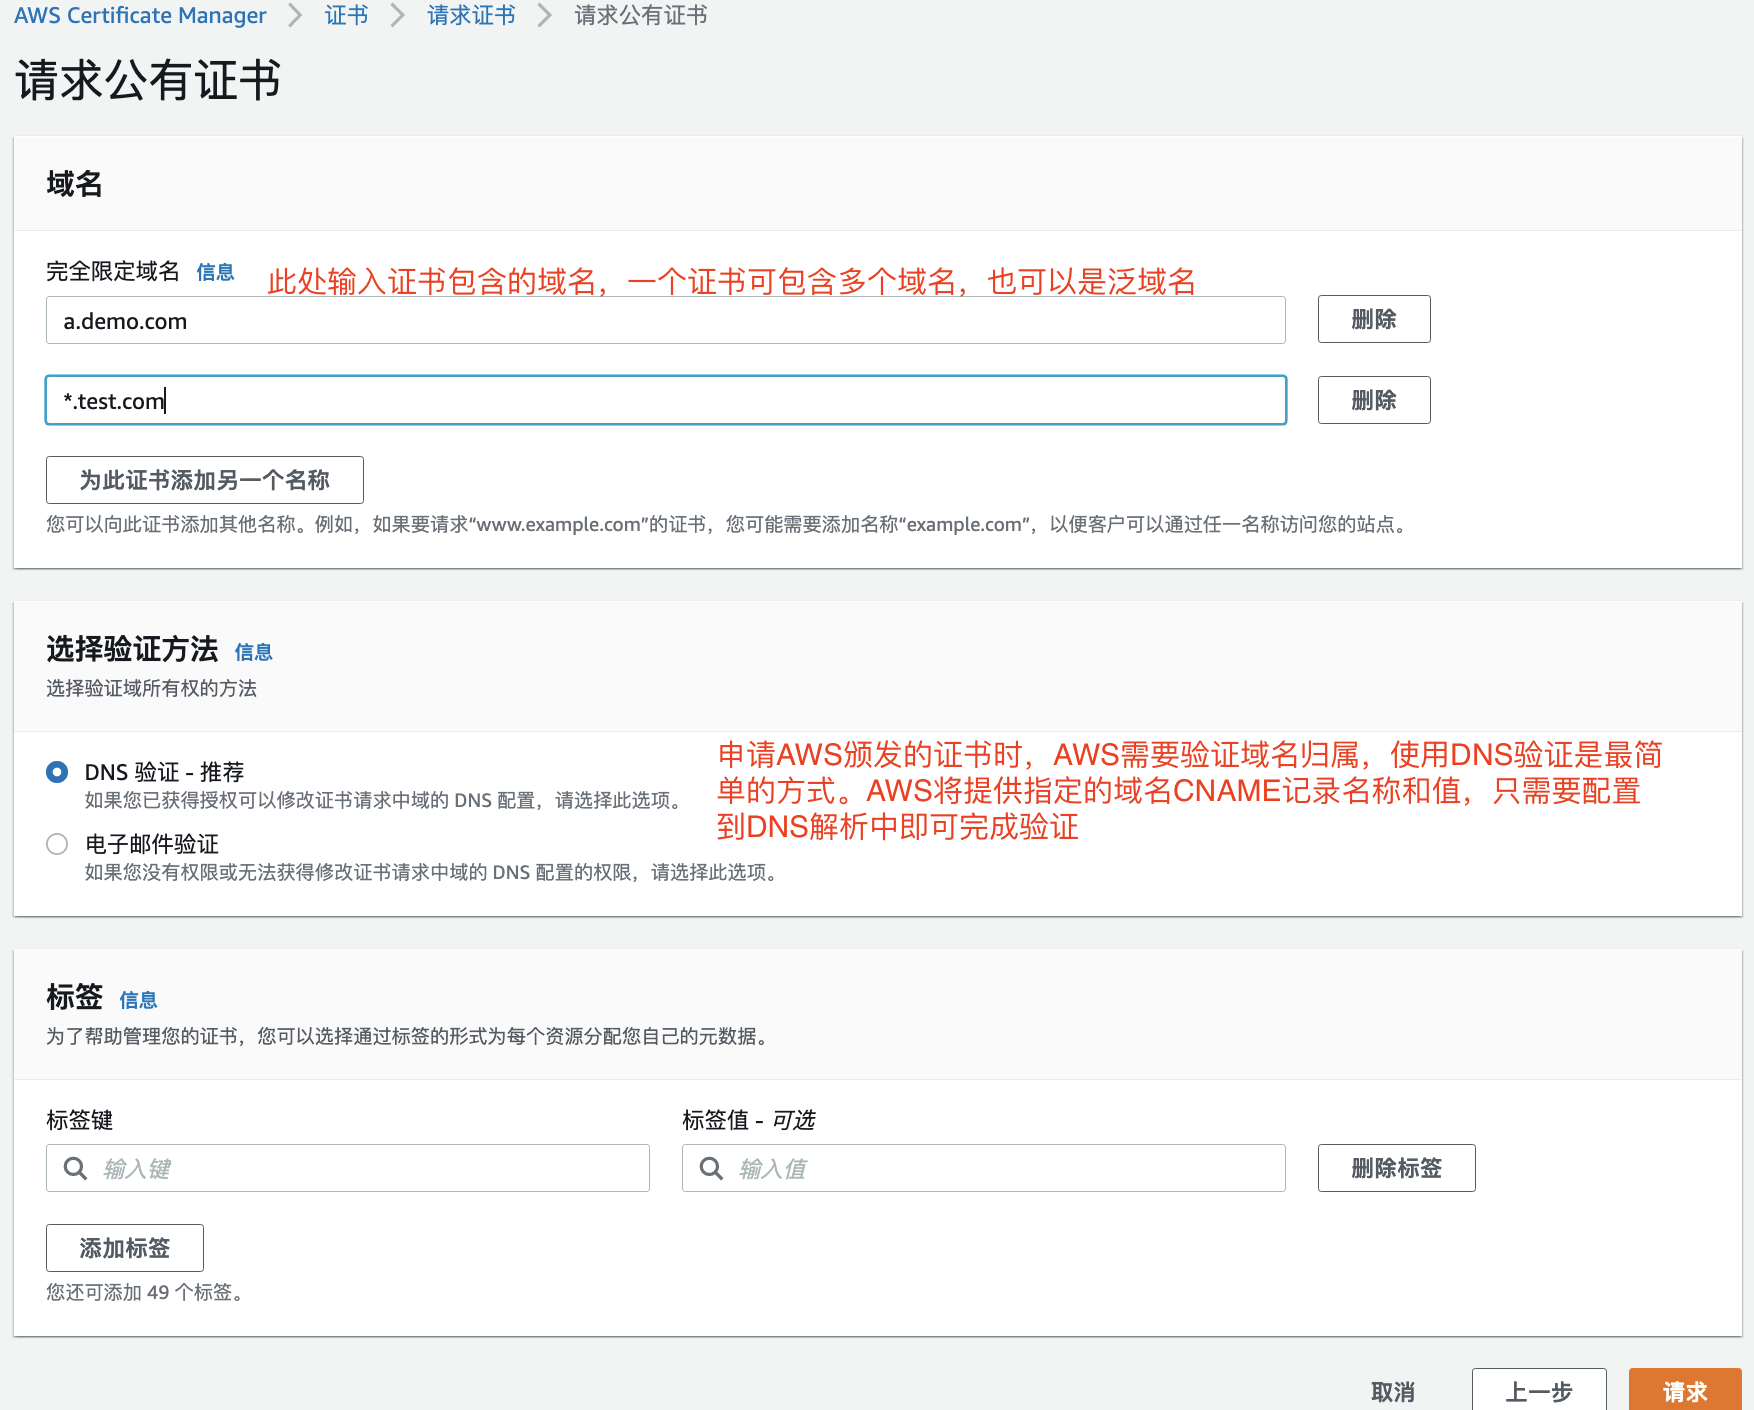 AWS Certificate Manager > 证书 > 请求证书 > 请求公有证书
请求公有证书
域名
完全限定域名 信息
此处输入证书包含的域名，一个证书可包含多个域名，也可以是泛域名
a.demo.com 删除
*.test.com 删除
为此证书添加另一个名称
您可以向此证书添加其他名称。例如，如果要请求“www.example.com”的证书，您可能需要添加名称“example.com”，以便客户可以通过任一名称访问您的站点。
选择验证方法 信息
选择验证域所有权的方法
DNS 验证 - 推荐
如果您已获得授权可以修改证书请求中域的 DNS 配置，请选择此选项。
申请AWS颁发的证书时，AWS需要验证域名归属，使用DNS验证是最简
单的方式。AWS将提供指定的域名CNAME记录名称和值，只需要配置
到DNS解析中即可完成验证
电子邮件验证
如果您没有权限或无法获得修改证书请求中域的 DNS 配置的权限，请选择此选项。
标签 信息
为了帮助管理您的证书，您可以选择通过标签的形式为每个资源分配您自己的元数据。
标签键 标签值 - 可选
输入键 输入值 删除标签
添加标签
您还可添加 49 个标签。
取消 上一步 请求